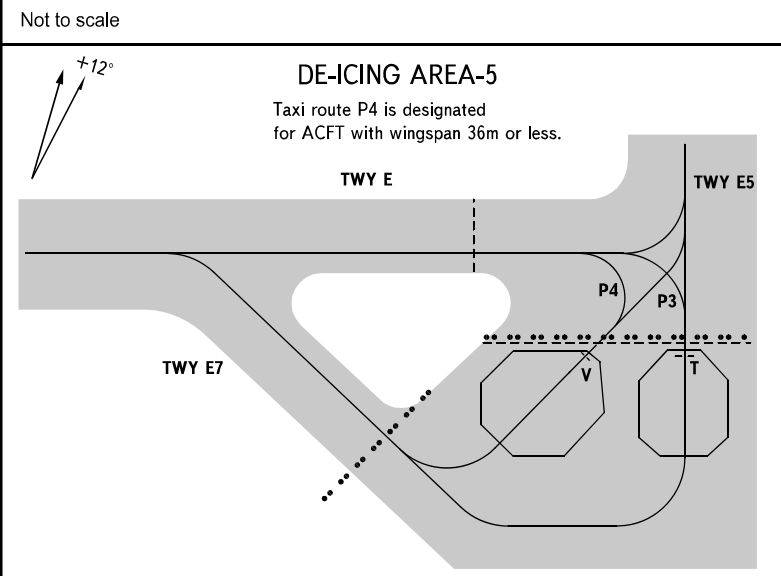 Not to scale
+12°
DE-ICING AREA-5
Taxi route P4 is designated
for ACFT with wingspan 36m or less.
TWY E
TWY E5
P4
P3
TWY E7
V
T